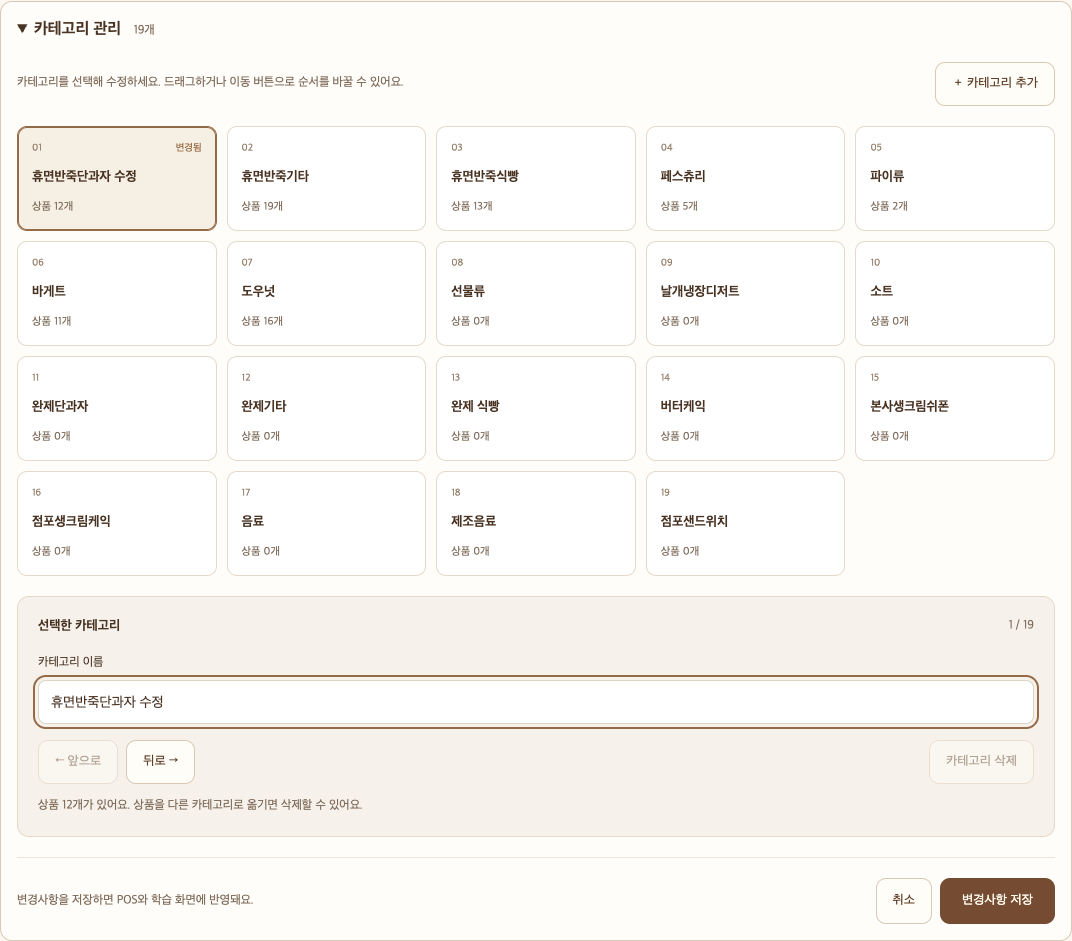 ▼ 카테고리 관리 19개
카테고리를 선택해 수정하세요. 드래그하거나 이동 버튼으로 순서를 바꿀 수 있어요.
+ 카테고리 추가
01 변경됨
휴면반죽단과자 수정
상품 12개
02
휴면반죽기타
상품 19개
03
휴면반죽식빵
상품 13개
04
페스츄리
상품 5개
05
파이류
상품 2개
06
바게트
상품 11개
07
도우넛
상품 16개
08
선물류
상품 0개
09
날개냉장디저트
상품 0개
10
소트
상품 0개
11
완제단과자
상품 0개
12
완제기타
상품 0개
13
완제 식빵
상품 0개
14
버터케익
상품 0개
15
본사생크림쉬폰
상품 0개
16
점포생크림케익
상품 0개
17
음료
상품 0개
18
제조음료
상품 0개
19
점포샌드위치
상품 0개
선택한 카테고리 1 / 19
카테고리 이름
휴면반죽단과자 수정
← 앞으로
뒤로 →
카테고리 삭제
상품 12개가 있어요. 상품을 다른 카테고리로 옮기면 삭제할 수 있어요.
변경사항을 저장하면 POS와 학습 화면에 반영돼요.
취소
변경사항 저장